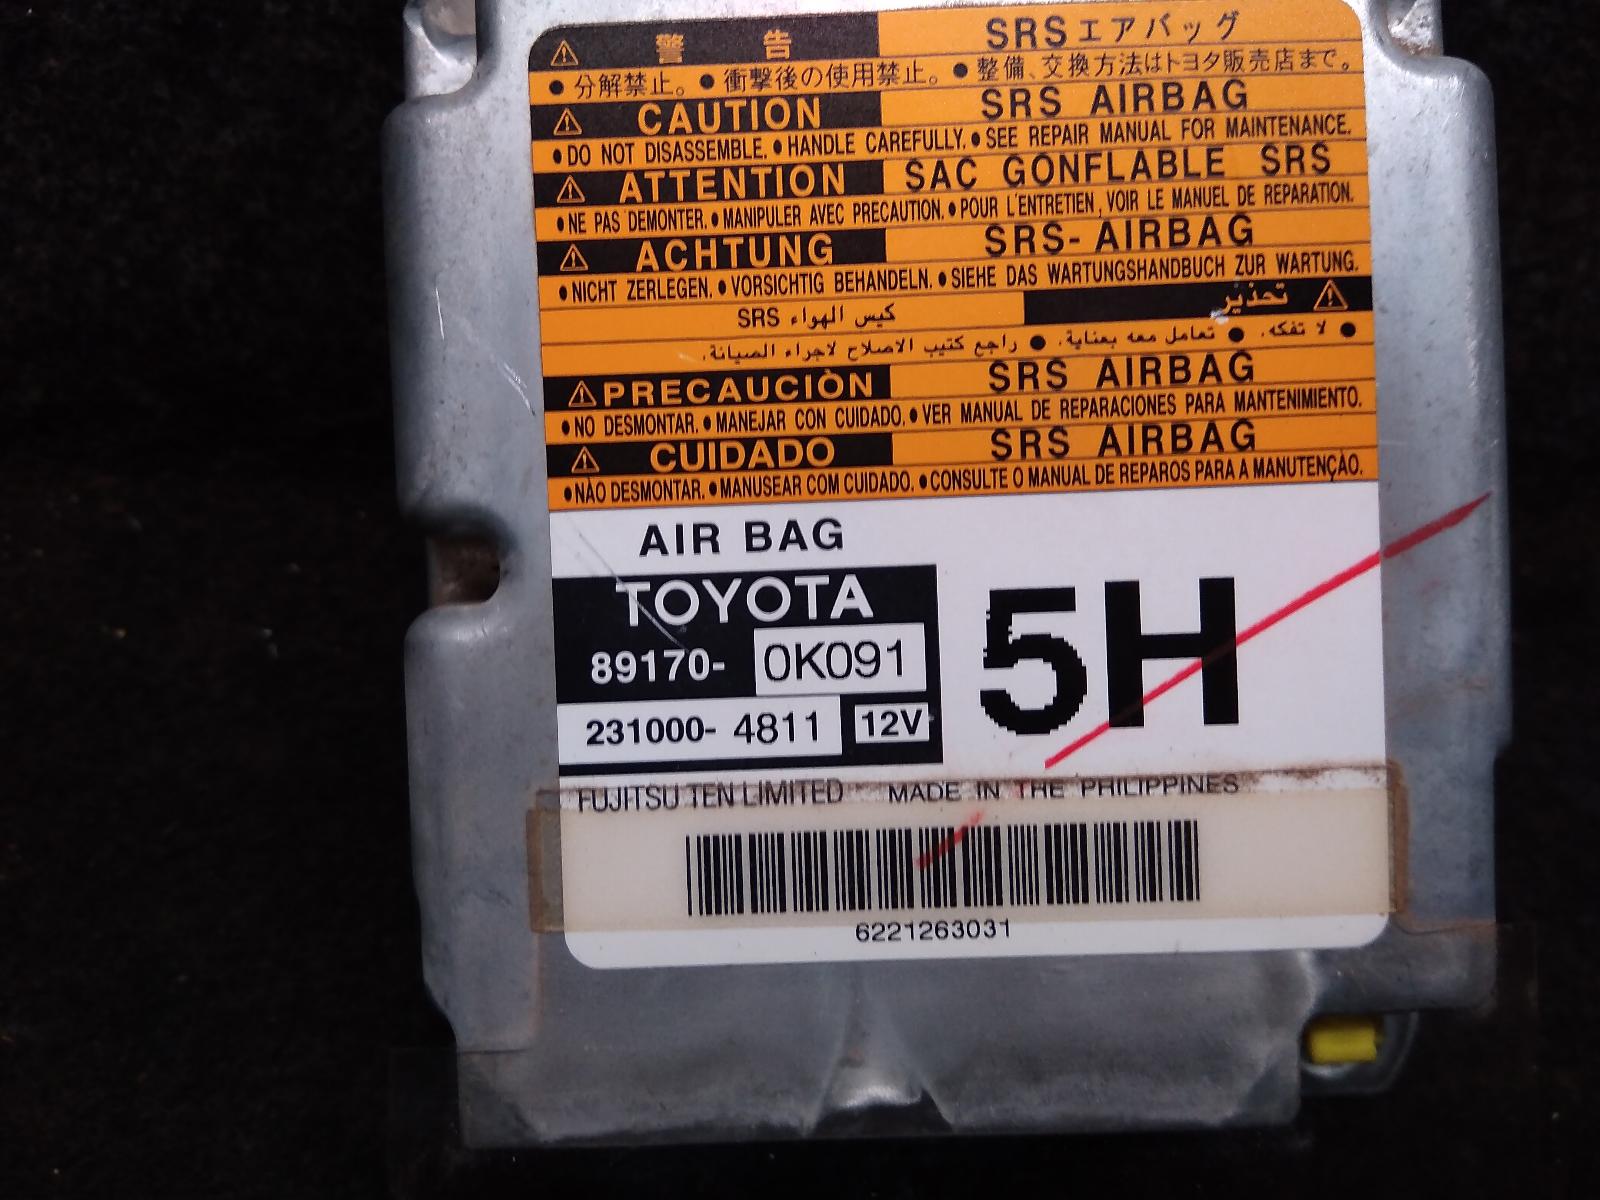 ⚠ 警告 SRSエアバッグ
●分解禁止。●衝撃後の使用禁止。●整備、交換方法はトヨタ販売店まで。
⚠ CAUTION SRS AIRBAG
●DO NOT DISASSEMBLE.●HANDLE CAREFULLY.●SEE REPAIR MANUAL FOR MAINTENANCE.
⚠ ATTENTION SAC GONFLABLE SRS
●NE PAS DEMONTER.●MANIPULER AVEC PRECAUTION.●POUR L'ENTRETIEN, VOIR LE MANUEL DE REPARATION.
⚠ ACHTUNG SRS-AIRBAG
●NICHT ZERLEGEN.●VORSICHTIG BEHANDELN.●SIEHE DAS WARTUNGSHANDBUCH ZUR WARTUNG.
⚠ تحذير كيس الهواء SRS
● لا تفكه. ● تعامل معه بعناية. ● راجع كتيب الاصلاح لاجراء الصيانة.
⚠ PRECAUCIÒN SRS AIRBAG
●NO DESMONTAR.●MANEJAR CON CUIDADO.●VER MANUAL DE REPARACIONES PARA MANTENIMIENTO.
⚠ CUIDADO SRS AIRBAG
●NÃO DESMONTAR.●MANUSEAR COM CUIDADO.●CONSULTE O MANUAL DE REPAROS PARA A MANUTENÇÃO.
AIR BAG
TOYOTA
89170- 0K091
231000- 4811 12V
5H
FUJITSU TEN LIMITED MADE IN THE PHILIPPINES
6221263031